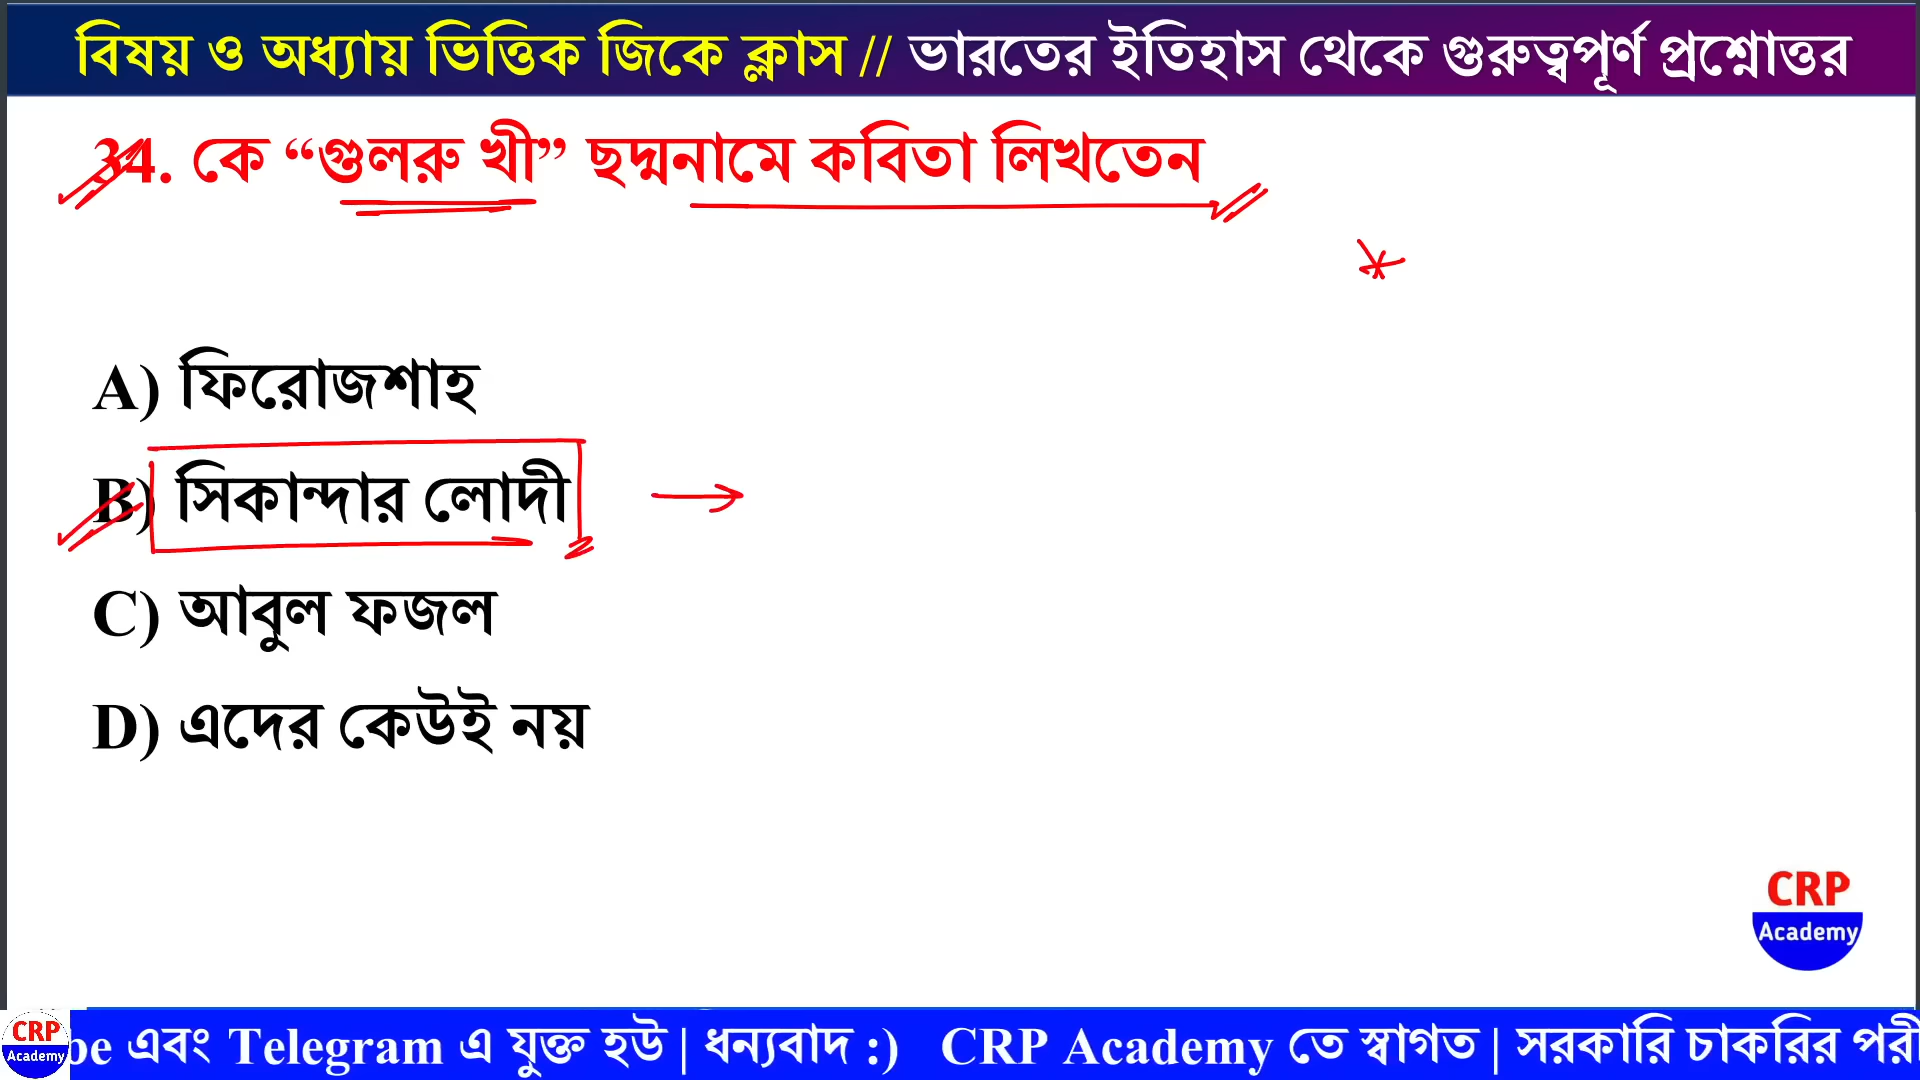 বিষয় ও অধ্যায় ভিত্তিক জিকে ক্লাস // ভারতের ইতিহাস থেকে গুরুত্বপূর্ণ প্রশ্নোত্তর
34. কে “গুলরু খী” ছদ্মনামে কবিতা লিখতেন
A) ফিরোজশাহ
B) সিকান্দার লোদী
C) আবুল ফজল
D) এদের কেউই নয়
CRP
Academy
CRP
Academy
be এবং Telegram এ যুক্ত হউ | ধন্যবাদ :) CRP Academy তে স্বাগত | সরকারি চাকরির পরী